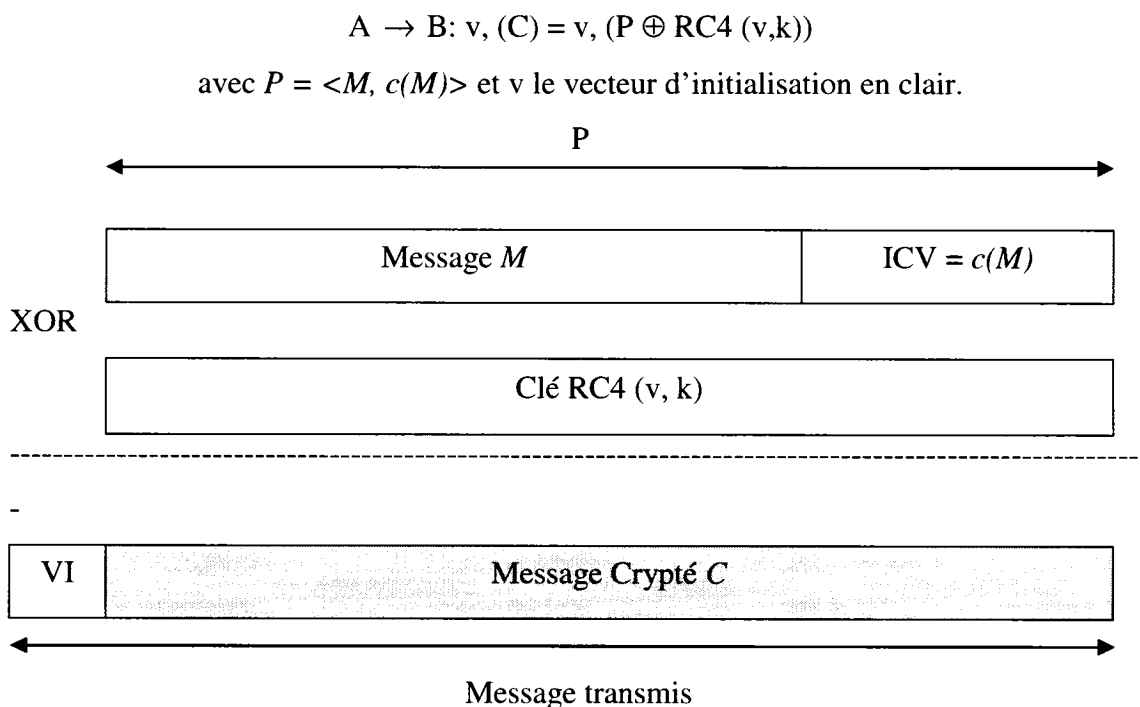 A → B: v, (C) = v, (P ⊕ RC4 (v,k))
avec P = <M, c(M)> et v le vecteur d'initialisation en clair.
P
Message M
ICV = c(M)
XOR
Clé RC4 (v, k)
-
VI
Message Crypté C
Message transmis